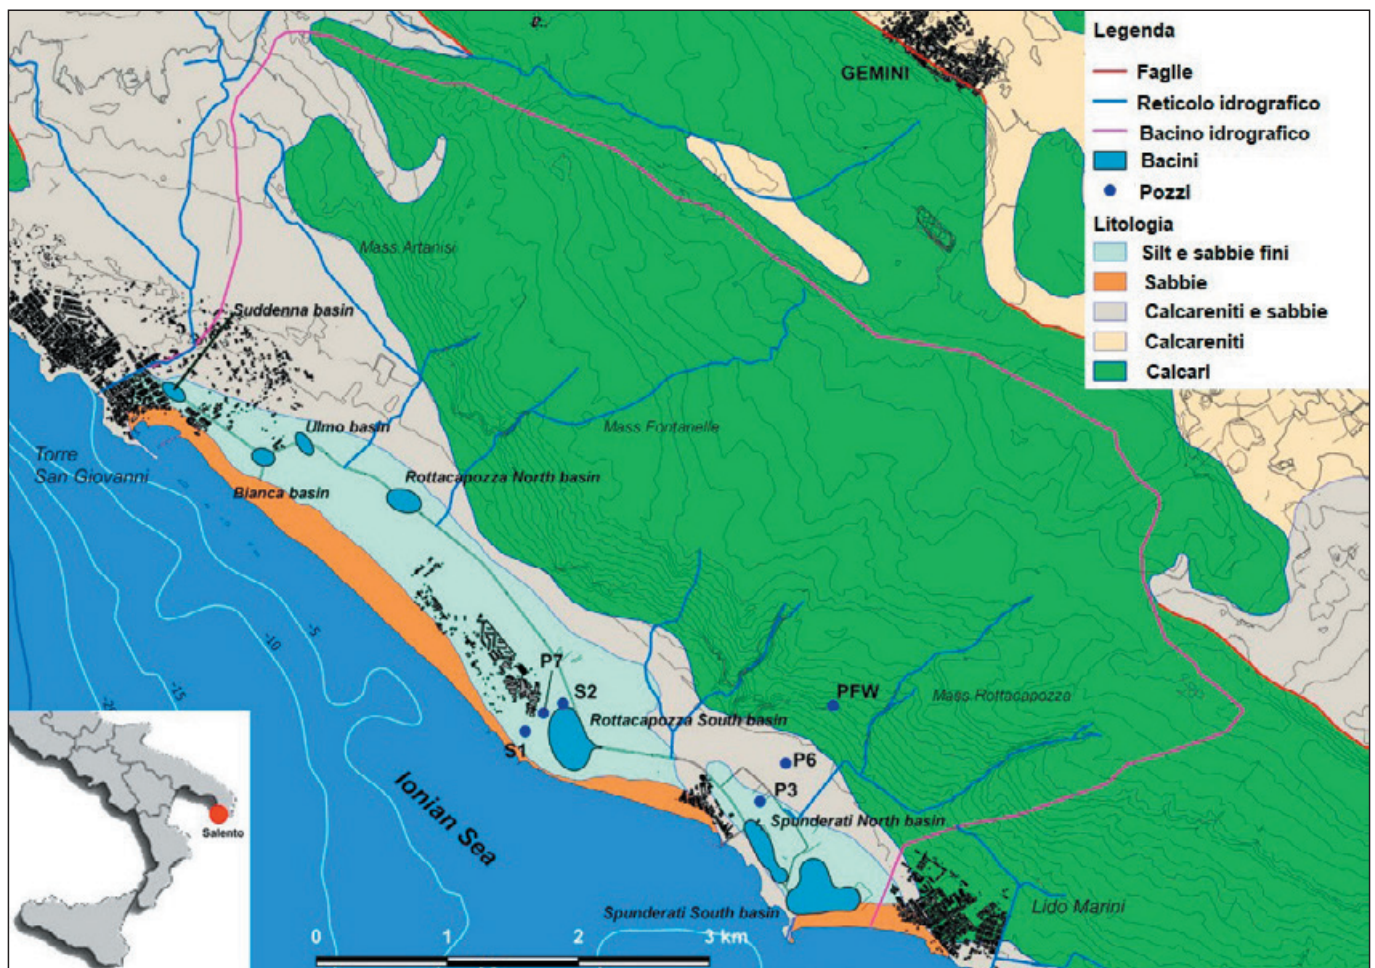 Legenda
Faglie
Reticolo idrografico
Bacino idrografico
Bacini
Pozzi
Litologia
Silt e sabbie fini
Sabbie
Calcareniti e sabbie
Calcareniti
Calcari
GEMINI
Mass.Artanisi
Suddenna basin
Ulmo basin
Mass Fontanelle
Torre
San Giovanni
Rottacapozza North basin
Bianca basin
-5
-10
-15
-20
P7
S2
PFW
Mass Rottacapozza
Rottacapozza South basin
S1
P6
P3
Spunderati North basin
Ionian Sea
Salento
Spunderati South basin
Lido Marini
0 1 2 3 km